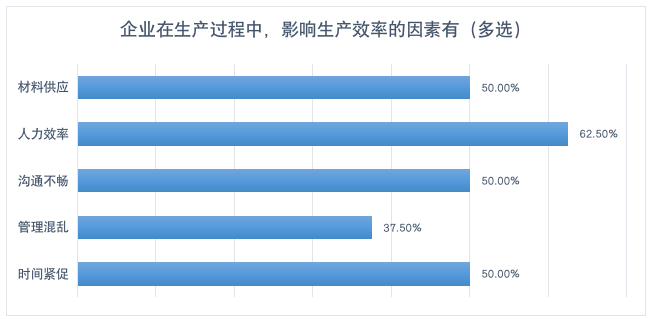 企业在生产过程中，影响生产效率的因素有（多选）
材料供应 50.00%
人力效率 62.50%
沟通不畅 50.00%
管理混乱 37.50%
时间紧促 50.00%